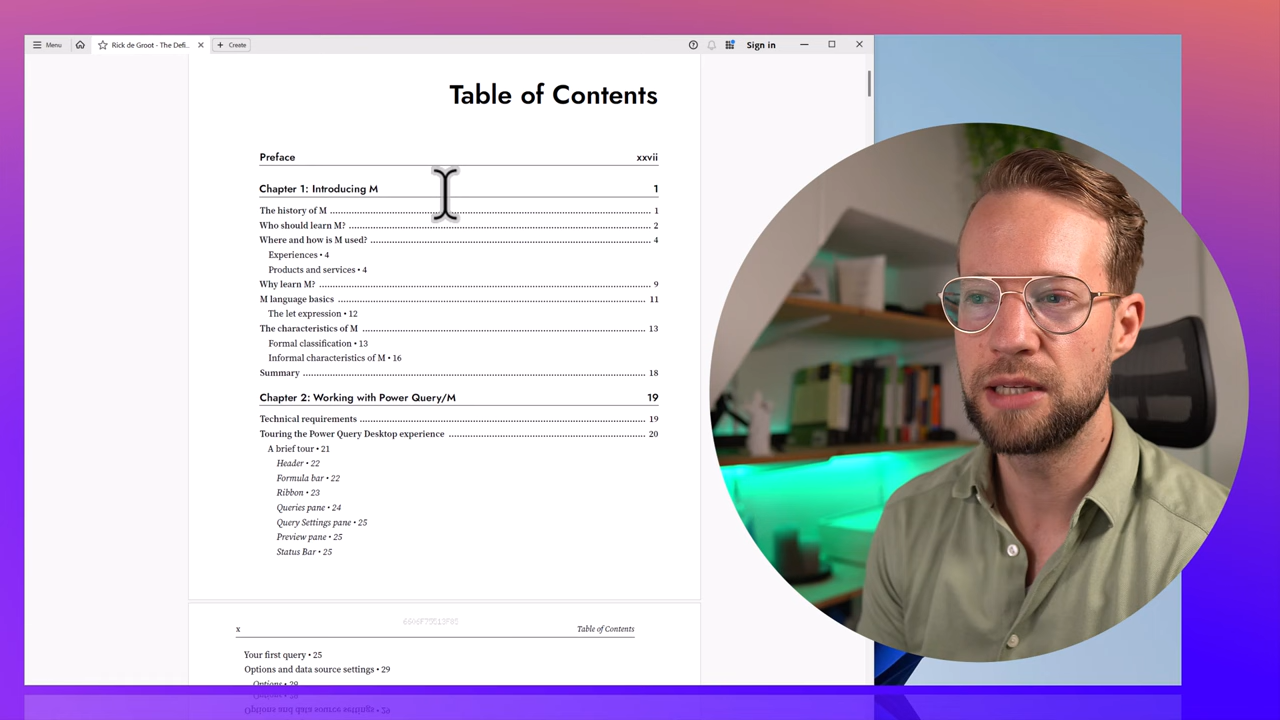 Menu
Rick de Groot - The Defi...
Create
Sign in
Table of Contents
Preface xxvii
Chapter 1: Introducing M 1
The history of M 1
Who should learn M? 2
Where and how is M used? 4
Experiences • 4
Products and services • 4
Why learn M? 9
M language basics 11
The let expression • 12
The characteristics of M 13
Formal classification • 13
Informal characteristics of M • 16
Summary 18
Chapter 2: Working with Power Query/M 19
Technical requirements 19
Touring the Power Query Desktop experience 20
A brief tour • 21
Header • 22
Formula bar • 22
Ribbon • 23
Queries pane • 24
Query Settings pane • 25
Preview pane • 25
Status Bar • 25
x Table of Contents
Your first query • 25
Options and data source settings • 29
Options • 29